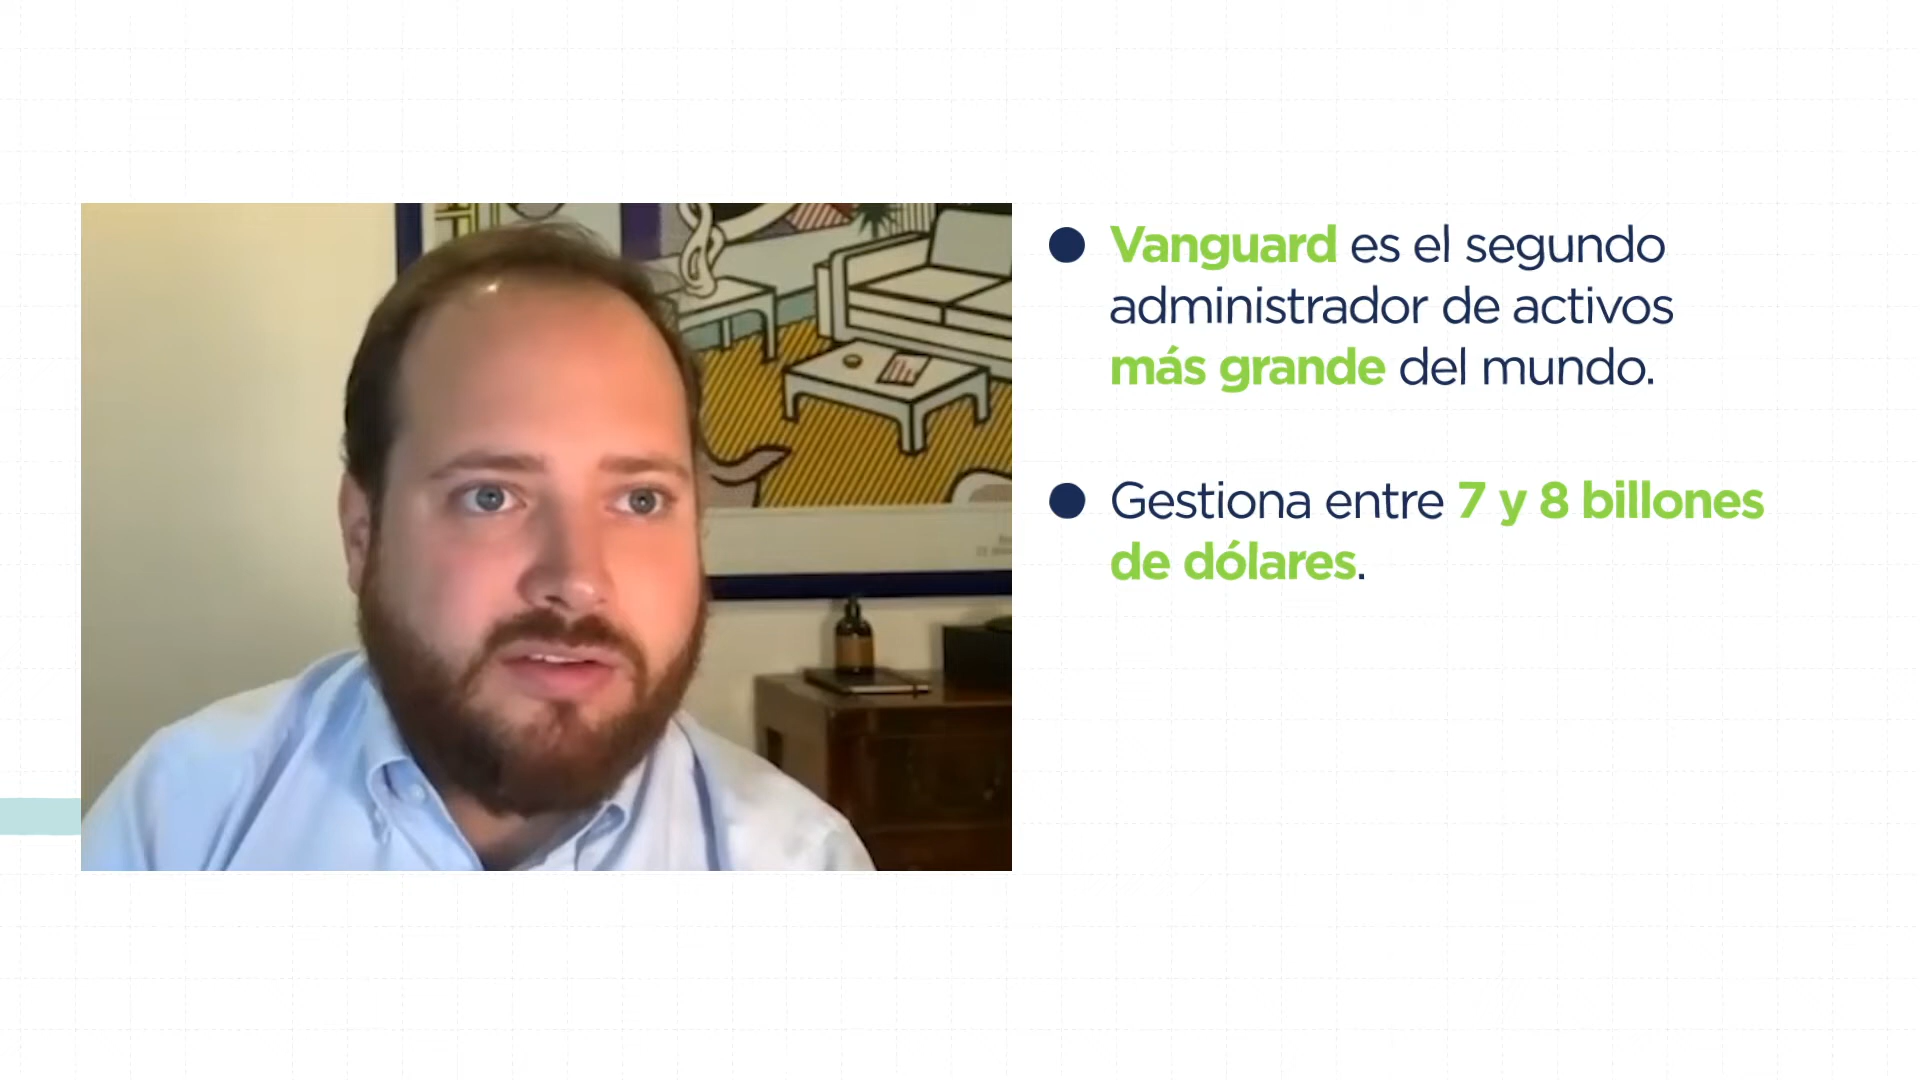 Vanguard es el segundo
administrador de activos
más grande del mundo.
Gestiona entre 7 y 8 billones
de dólares.